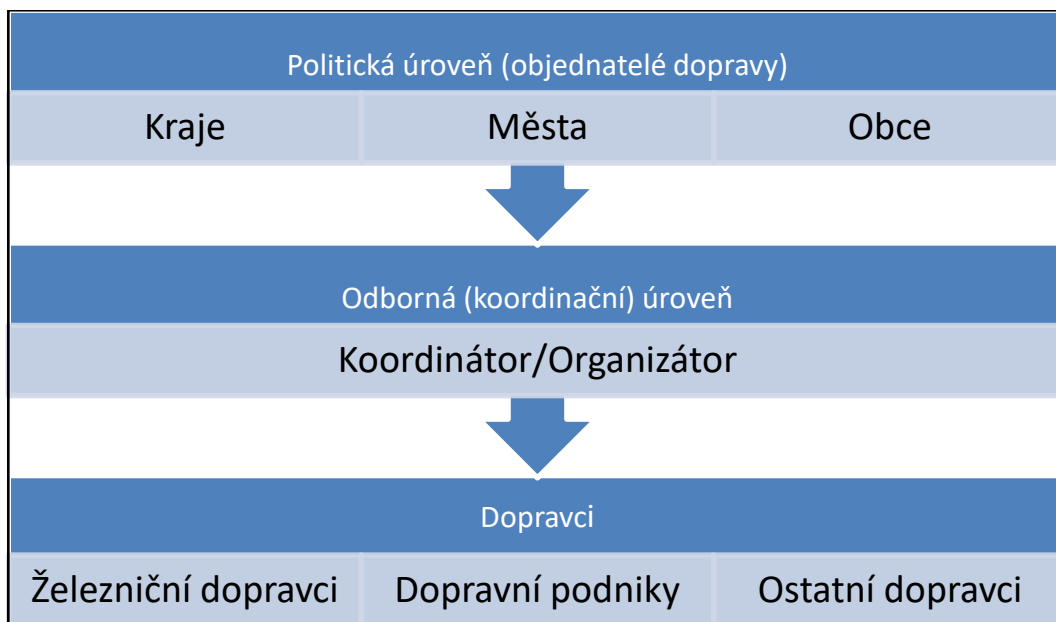 Politická úroveň (objednatelé dopravy)
Kraje Města Obce
Odborná (koordinační) úroveň
Koordinátor/Organizátor
Dopravci
Železniční dopravci Dopravní podniky Ostatní dopravci